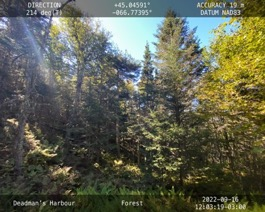 DIRECTION +45.04591° ACCURACY 19 m
214 deg(T) -066.77395° DATUM NAD83
Deadman's Harbour Forest 2022-09-16
12:03:19-03:00